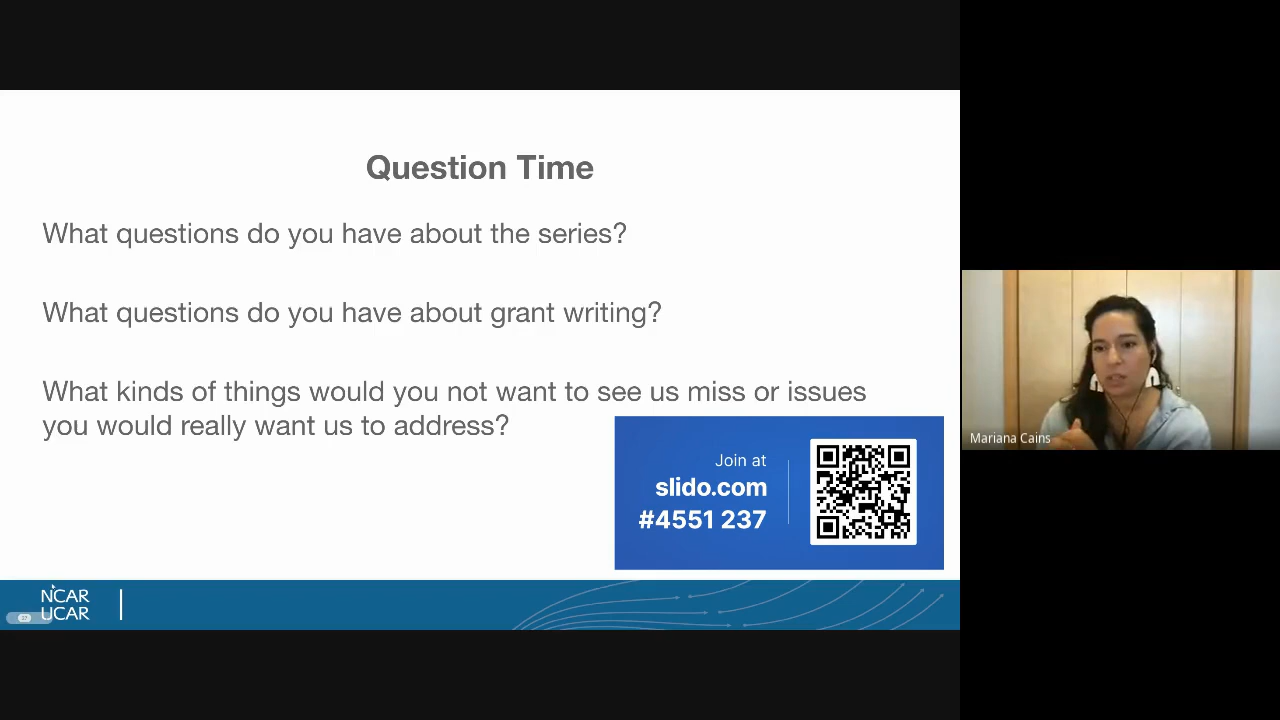 Question Time
What questions do you have about the series?
What questions do you have about grant writing?
What kinds of things would you not want to see us miss or issues
you would really want us to address?
Join at
slido.com
#4551 237
NCAR
UCAR
27
Mariana Cains